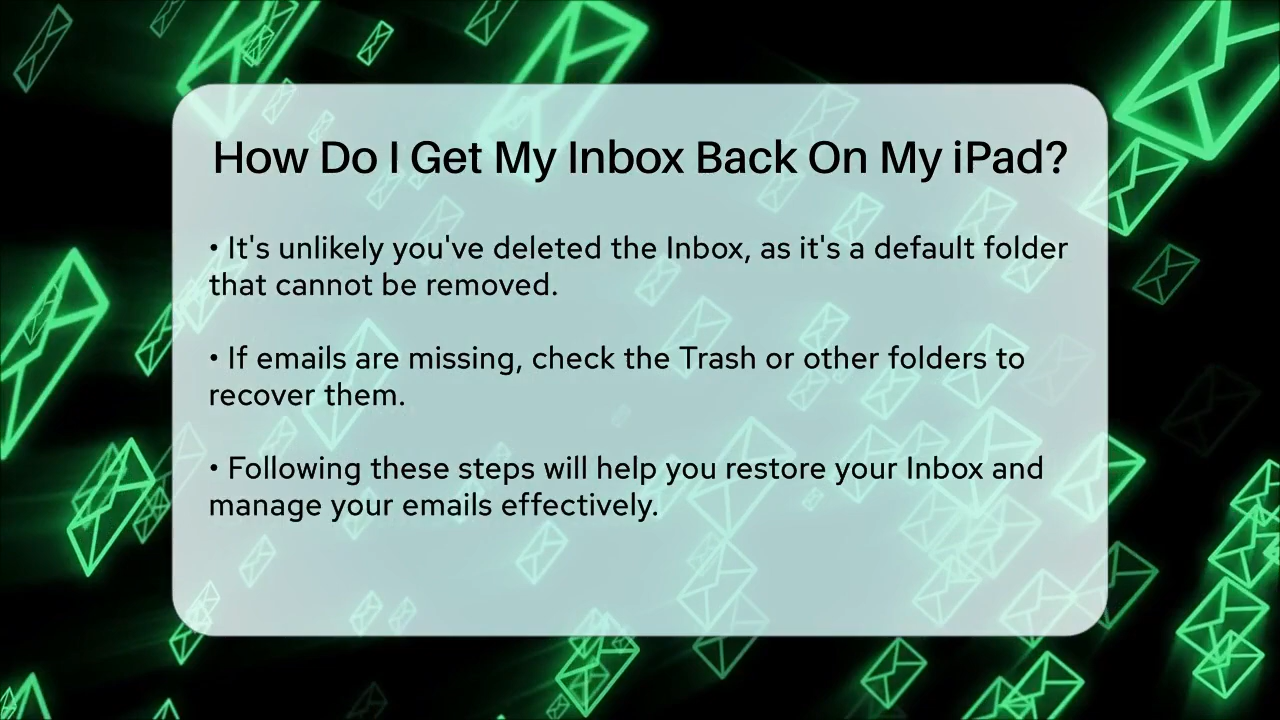 How Do I Get My Inbox Back On My iPad?
• It's unlikely you've deleted the Inbox, as it's a default folder
that cannot be removed.
• If emails are missing, check the Trash or other folders to
recover them.
• Following these steps will help you restore your Inbox and
manage your emails effectively.